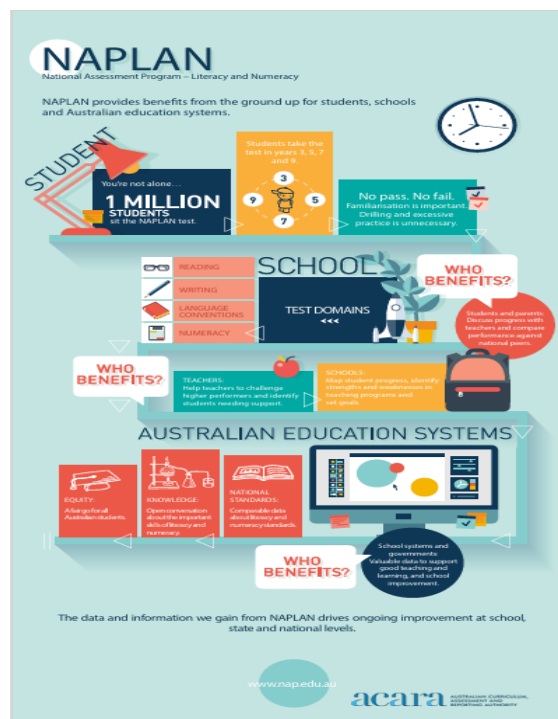 NAPLAN
National Assessment Program – Literacy and Numeracy
NAPLAN provides benefits from the ground up for students, schools
and Australian education systems.
STUDENT
You're not alone…
1 MILLION
STUDENTS
sit the NAPLAN test.
Students take the
test in years 3, 5, 7
and 9.
3
9
5
7
No pass. No fail.
Familiarisation is important.
Drilling and excessive
practice is unnecessary.
SCHOOL
READING
WRITING
LANGUAGE
CONVENTIONS
NUMERACY
TEST DOMAINS
<<<
WHO
BENEFITS?
Students and parents:
Discuss progress with
teachers and compare
performance against
national peers.
WHO
BENEFITS?
TEACHERS:
Help teachers to challenge
higher performers and identify
students needing support.
SCHOOLS:
Map student progress, identify
strengths and weaknesses in
teaching programs and
set goals.
AUSTRALIAN EDUCATION SYSTEMS
EQUITY:
A fair go for all
Australian students.
KNOWLEDGE:
Open conversation
about the important
skills of literacy and
numeracy.
NATIONAL
STANDARDS:
Comparable data
about literacy and
numeracy standards.
WHO
BENEFITS?
School systems and
governments:
Valuable data to support
good teaching and
learning, and school
improvement.
The data and information we gain from NAPLAN drives ongoing improvement at school,
state and national levels.
www.nap.edu.au
acara
AUSTRALIAN CURRICULUM,
ASSESSMENT AND
REPORTING AUTHORITY